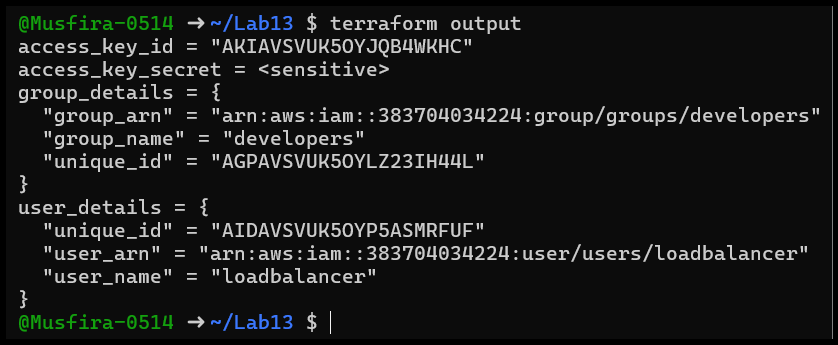 @Musfira-0514 ➜ ~/Lab13 $ terraform output
access_key_id = "AKIAVSVUK5OYJQB4WKHC"
access_key_secret = <sensitive>
group_details = {
  "group_arn" = "arn:aws:iam::383704034224:group/groups/developers"
  "group_name" = "developers"
  "unique_id" = "AGPAVSVUK5OYLZ23IH44L"
}
user_details = {
  "unique_id" = "AIDAVSVUK5OYP5ASMRFUF"
  "user_arn" = "arn:aws:iam::383704034224:user/users/loadbalancer"
  "user_name" = "loadbalancer"
}
@Musfira-0514 ➜ ~/Lab13 $